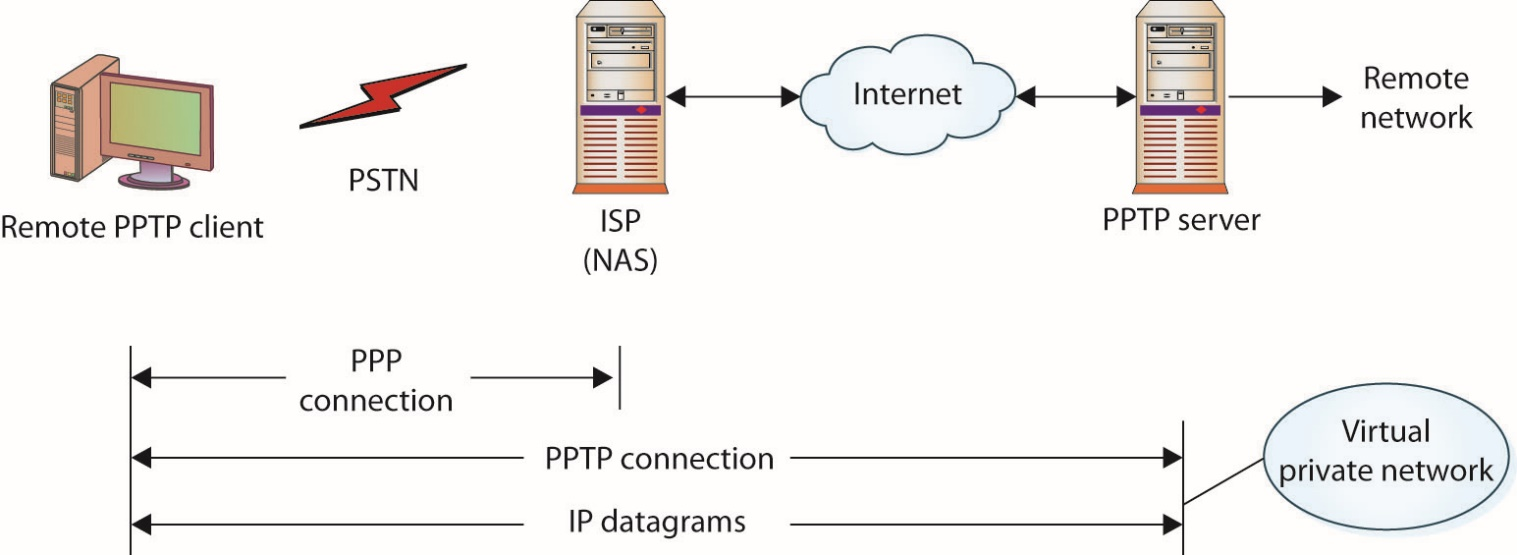 Internet
Remote
network
PSTN
Remote PPTP client
ISP
(NAS)
PPTP server
PPP
connection
PPTP connection
IP datagrams
Virtual
private network